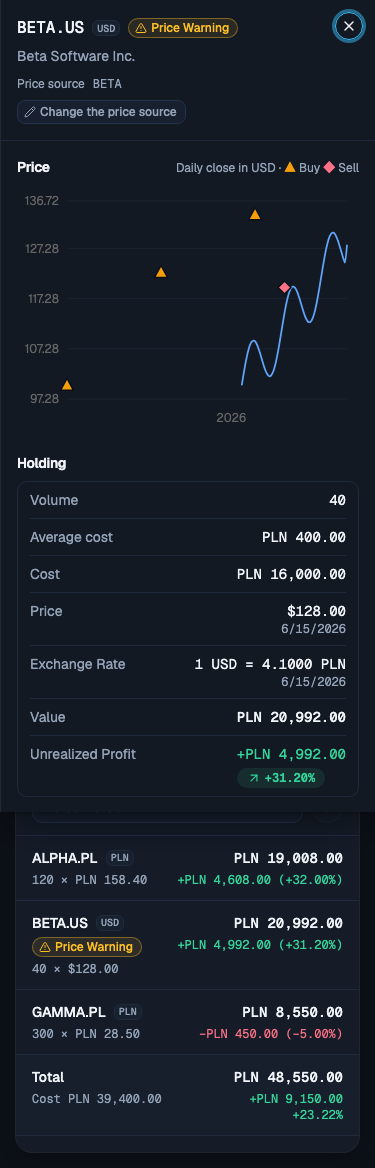 BETA.US USD Price Warning
Beta Software Inc.
Price source BETA
Change the price source
Price Daily close in USD · Buy Sell
136.72
127.28
117.28
107.28
97.28
2026
Holding
Volume 40
Average cost PLN 400.00
Cost PLN 16,000.00
Price $128.00
6/15/2026
Exchange Rate 1 USD = 4.1000 PLN
6/15/2026
Value PLN 20,992.00
Unrealized Profit +PLN 4,992.00
+31.20%
ALPHA.PL PLN PLN 19,008.00
120 × PLN 158.40 +PLN 4,608.00 (+32.00%)
BETA.US USD PLN 20,992.00
Price Warning +PLN 4,992.00 (+31.20%)
40 × $128.00
GAMMA.PL PLN PLN 8,550.00
300 × PLN 28.50 −PLN 450.00 (−5.00%)
Total PLN 48,550.00
Cost PLN 39,400.00 +PLN 9,150.00
+23.22%